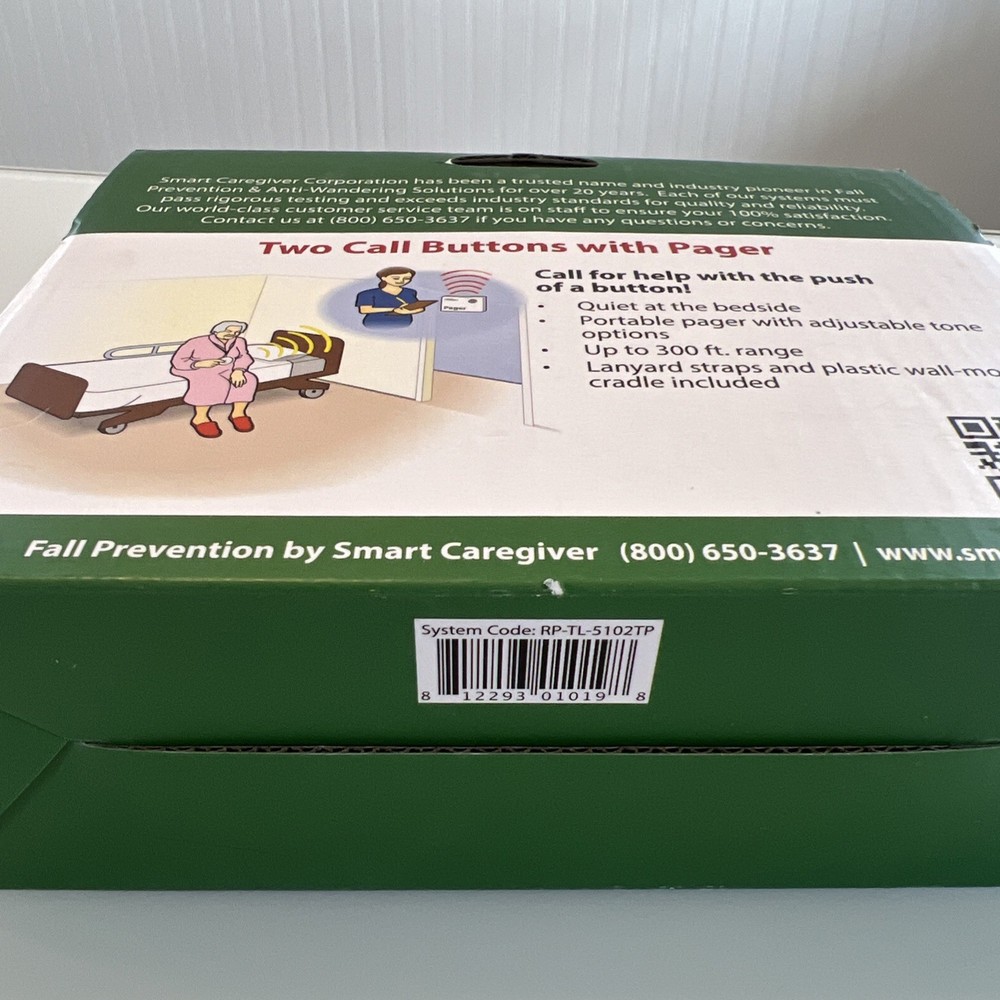 Smart Caregiver Corporation has been a trusted name and industry pioneer in Fall
Prevention & Anti-Wandering Solutions for over 20 years. Each of our systems must
pass rigorous testing and exceeds industry standards for quality and reliability.
Our world-class customer service team is on staff to ensure your 100% satisfaction.
Contact us at (800) 650-3637 if you have any questions or concerns.
Two Call Buttons with Pager
Pager
Call for help with the push
of a button!
• Quiet at the bedside
• Portable pager with adjustable tone
options
• Up to 300 ft. range
• Lanyard straps and plastic wall-mo
cradle included
Fall Prevention by Smart Caregiver (800) 650-3637 | www.sm
System Code: RP-TL-5102TP
8 12293 01019 8